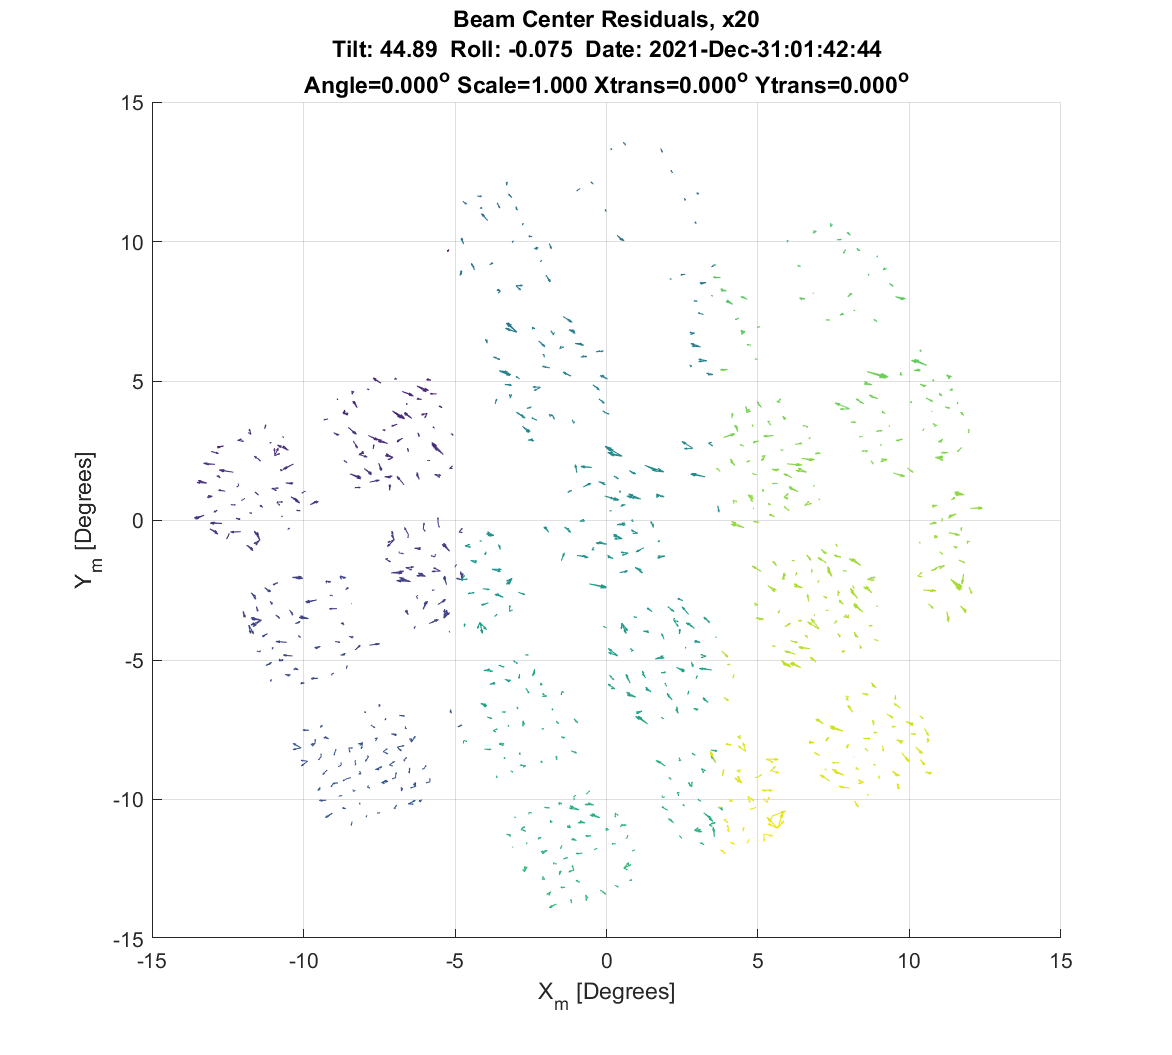 Beam Center Residuals, x20
Tilt: 44.89 Roll: -0.075 Date: 2021-Dec-31:01:42:44
Angle=0.000° Scale=1.000 Xtrans=0.000° Ytrans=0.000°
15
10
5
0
-5
-10
-15
Y_m [Degrees]
-15
-10
-5
0
5
10
15
X_m [Degrees]